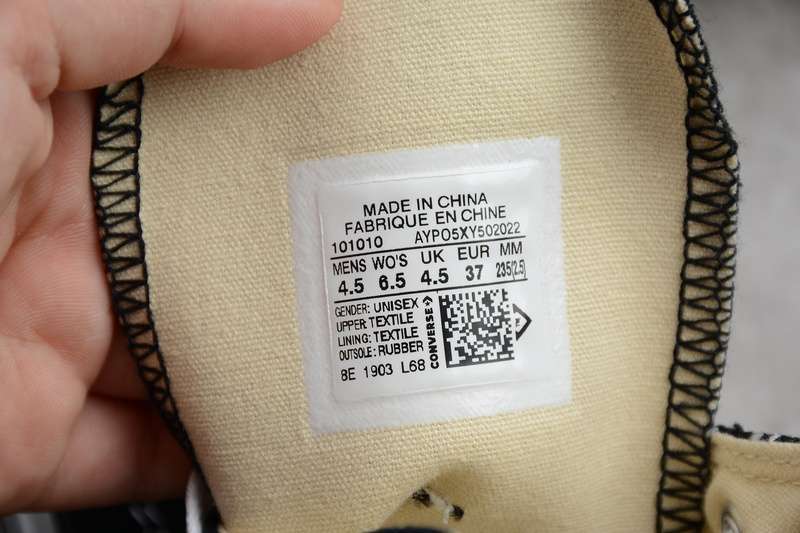 MADE IN CHINA
FABRIQUE EN CHINE
101010 AYPO5XY502022
MENS WO'S UK EUR MM
4.5 6.5 4.5 37 235(2.5)
GENDER: UNISEX
UPPER: TEXTILE
LINING: TEXTILE
OUTSOLE: RUBBER
8E 1903 L68
CONVERSE